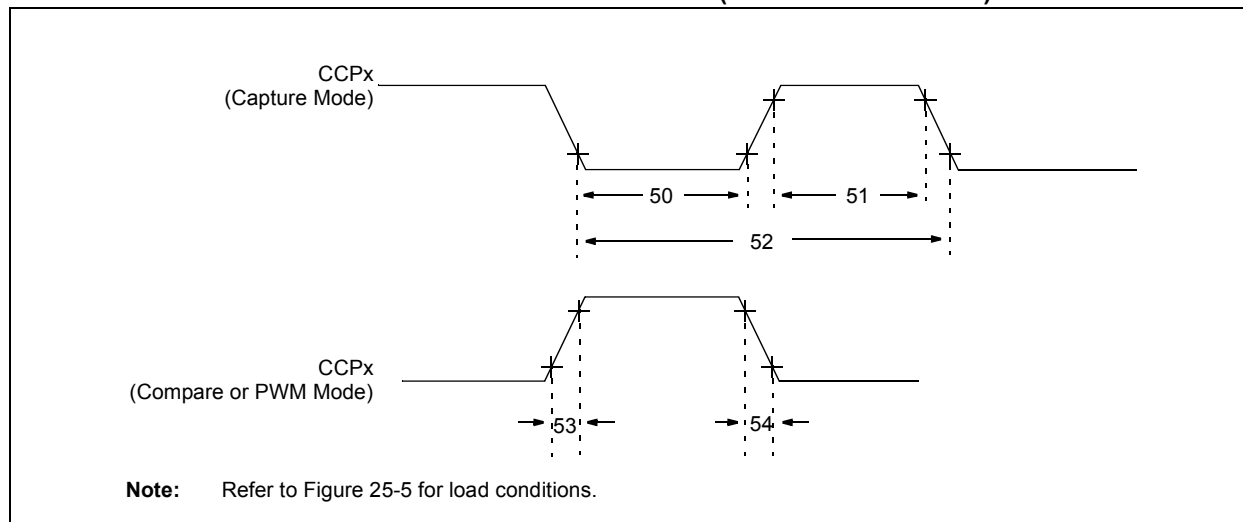 CCPx
(Capture Mode)
50
51
52
CCPx
(Compare or PWM Mode)
53
54
Note: Refer to Figure 25-5 for load conditions.